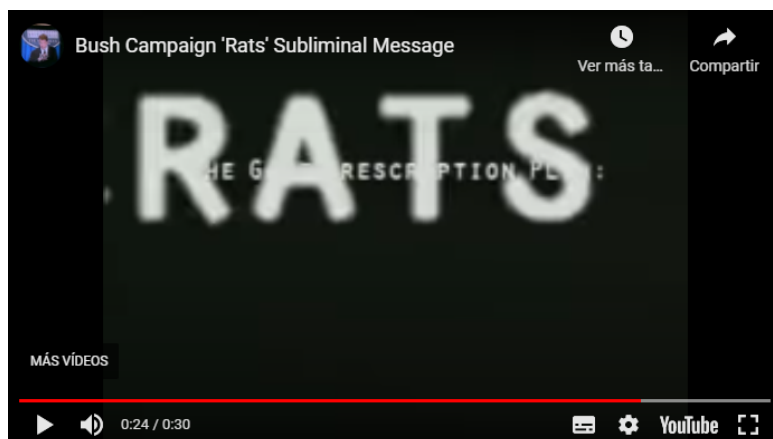 Bush Campaign 'Rats' Subliminal Message
Ver más ta...
Compartir
RATS
MÁS VÍDEOS
0:24 / 0:30
YouTube